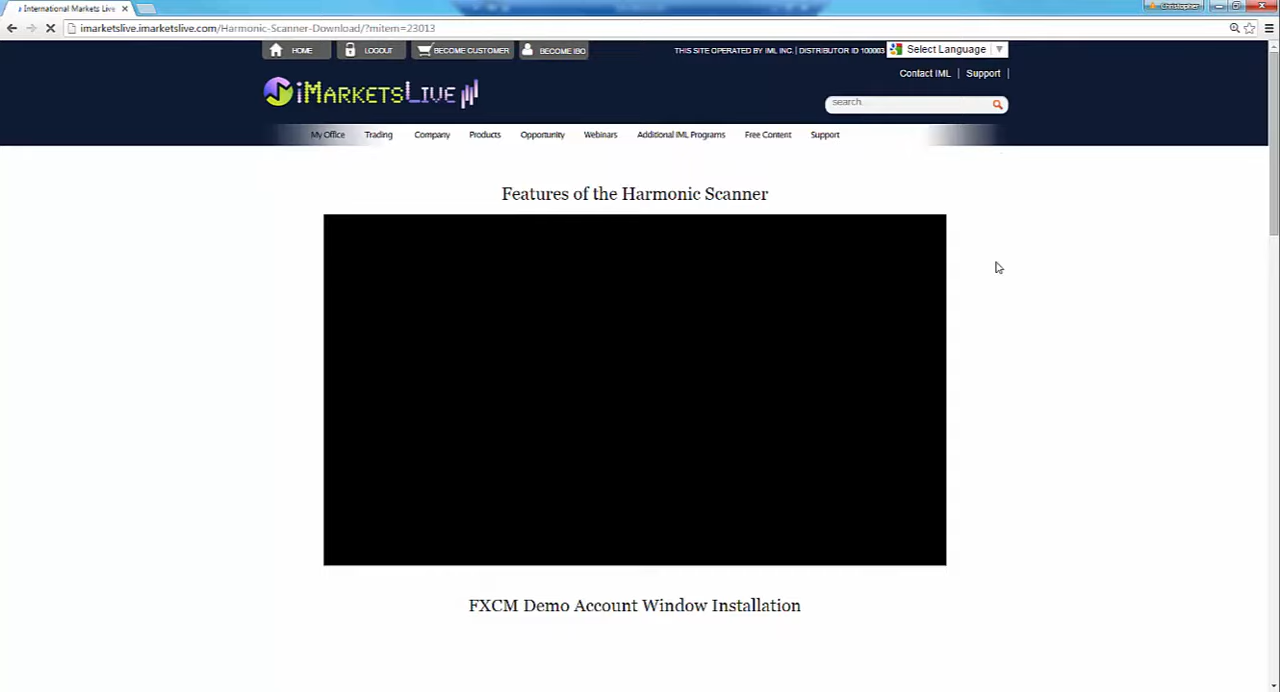 International Markets Live
Christopher
imarketslive.imarketslive.com/Harmonic-Scanner-Download/?mitem=23013
HOME LOGOUT BECOME CUSTOMER BECOME IBO THIS SITE OPERATED BY IML INC. | DISTRIBUTOR ID 100003 Select Language ▼
Contact IML | Support |
iMARKETSLIVE
search...
My Office Trading Company Products Opportunity Webinars Additional IML Programs Free Content Support
Features of the Harmonic Scanner
FXCM Demo Account Window Installation